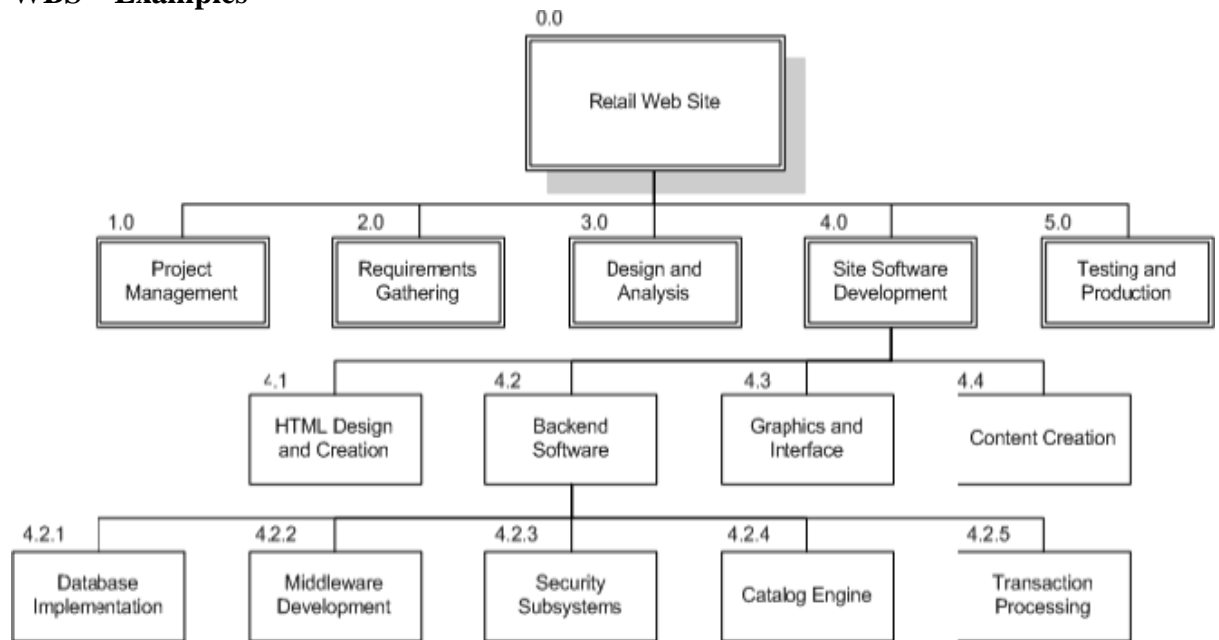 WBS – Examples
0.0
Retail Web Site
1.0
2.0
3.0
4.0
5.0
Project
Management
Requirements
Gathering
Design and
Analysis
Site Software
Development
Testing and
Production
4.1
4.2
4.3
4.4
HTML Design
and Creation
Backend
Software
Graphics and
Interface
Content Creation
4.2.1
4.2.2
4.2.3
4.2.4
4.2.5
Database
Implementation
Middleware
Development
Security
Subsystems
Catalog Engine
Transaction
Processing